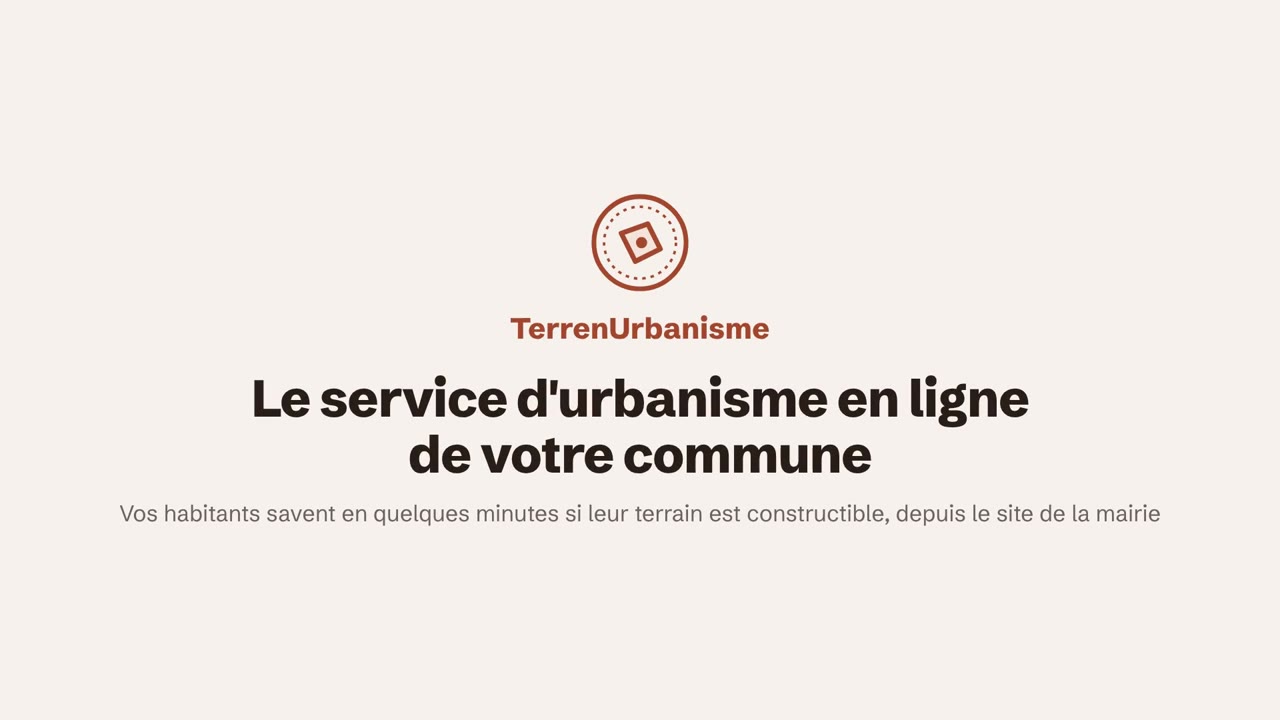 TerrenUrbanisme
Le service d'urbanisme en ligne
de votre commune
Vos habitants savent en quelques minutes si leur terrain est constructible, depuis le site de la mairie